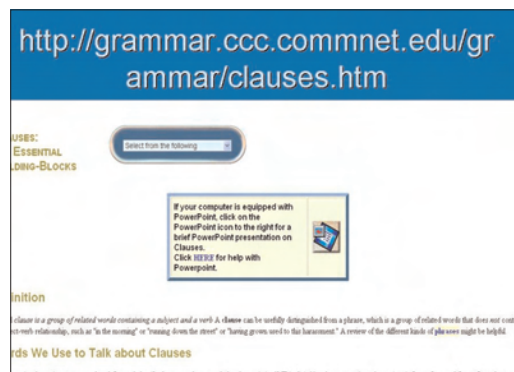 http://grammar.ccc.commnet.edu/gr
ammar/clauses.htm
AUSES:
ESSENTIAL
LDING-BLOCKS
Select from the following
If your computer is equipped with
PowerPoint, click on the
PowerPoint icon to the right for a
brief PowerPoint presentation on
Clauses.
Click HERE for help with
Powerpoint.
inition
clause is a group of related words containing a subject and a verb A clause can be usefully distinguished from a phrase, which is a group of related words that does not cont
ect-verb relationship, such as "in the morning" or "running down the street" or "having grown used to this harassment." A review of the different kinds of phrases might be helpful.
rds We Use to Talk about Clauses